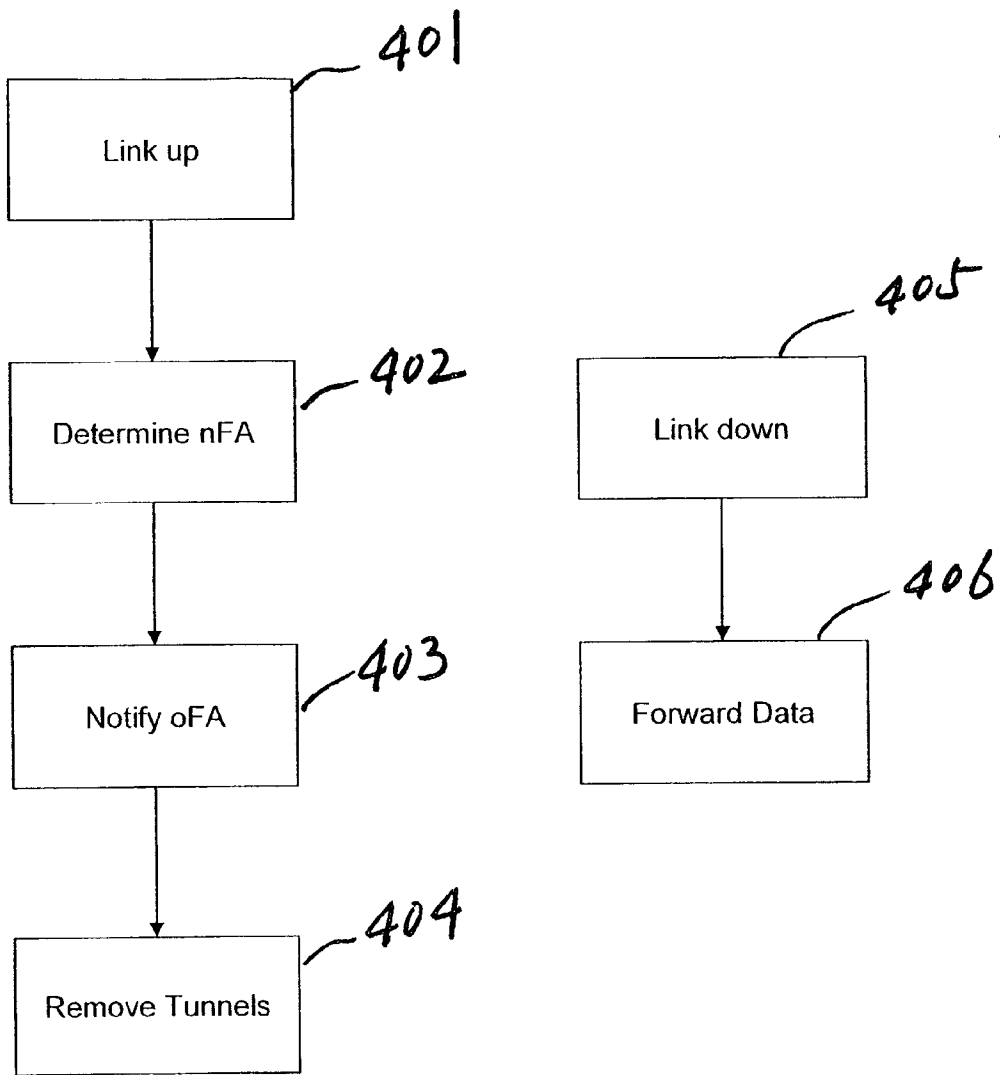 401
Link up
402
Determine nFA
403
Notify oFA
404
Remove Tunnels
405
Link down
406
Forward Data